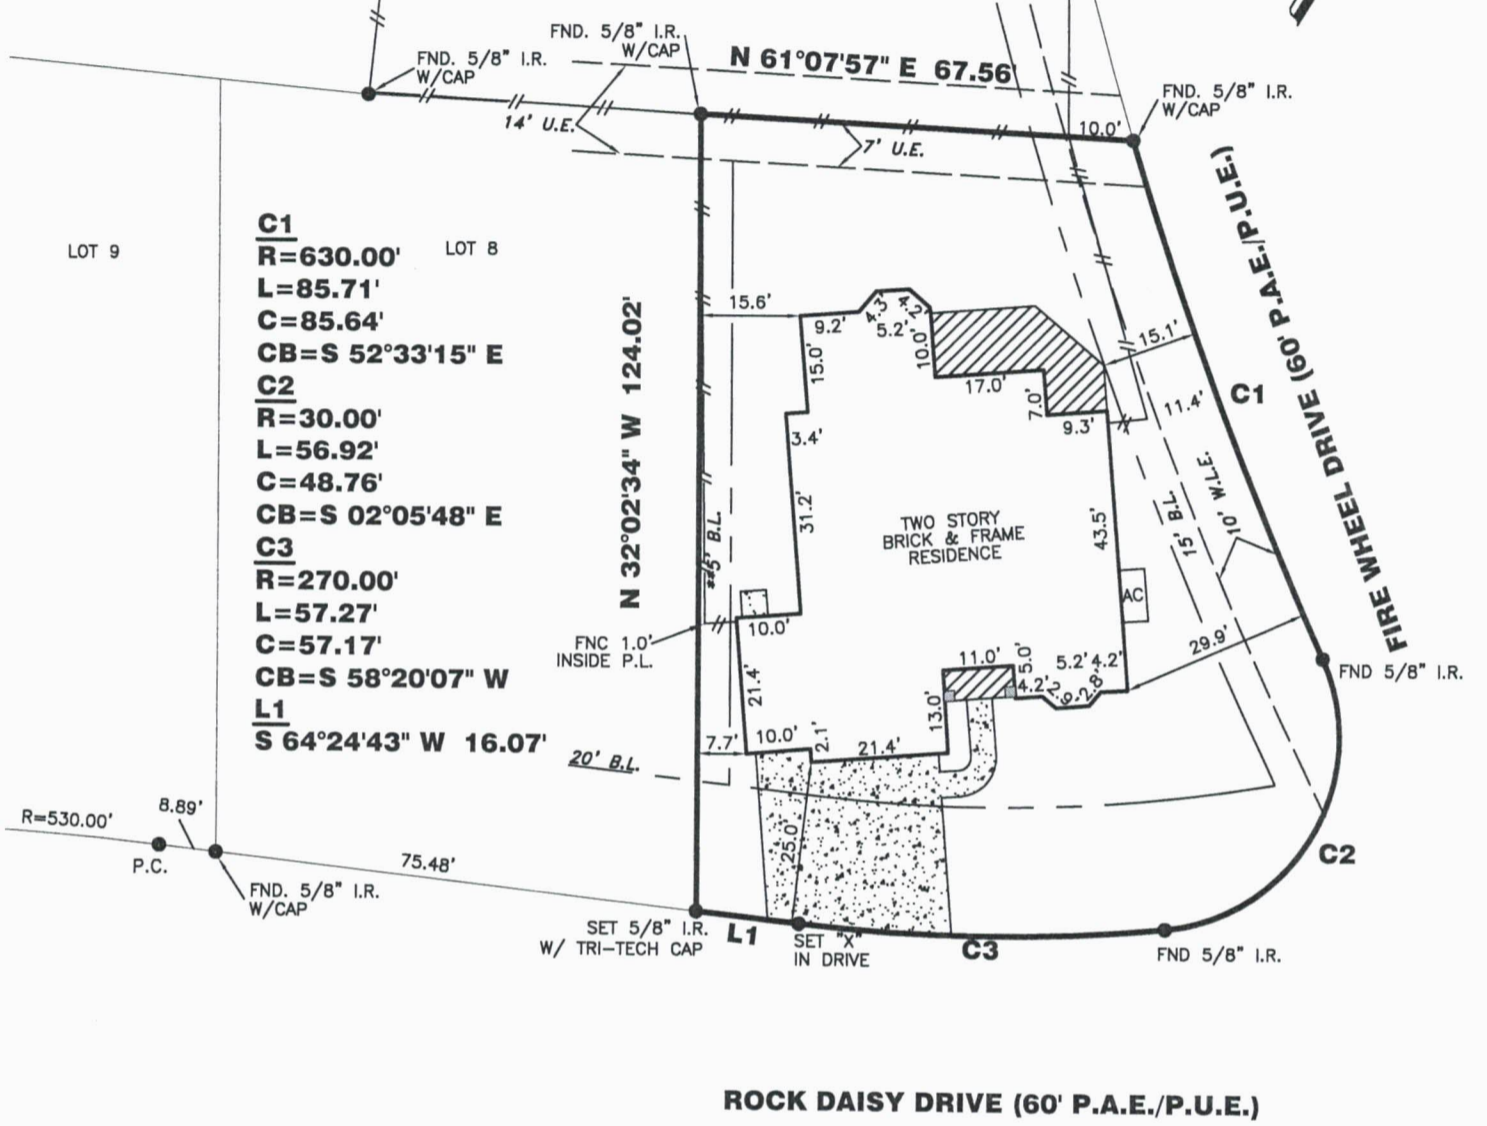 FND. 5/8" I.R.
W/CAP
FND. 5/8" I.R.
W/CAP
N 61°07'57" E 67.56'
FND. 5/8" I.R.
W/CAP
14' U.E.
7' U.E.
10.0'
LOT 9
LOT 8
C1
R=630.00'
L=85.71'
C=85.64'
CB=S 52°33'15" E
C2
R=30.00'
L=56.92'
C=48.76'
CB=S 02°05'48" E
C3
R=270.00'
L=57.27'
C=57.17'
CB=S 58°20'07" W
L1
S 64°24'43" W 16.07'
N 32°02'34" W 124.02'
FIRE WHEEL DRIVE (60' P.A.E./P.U.E.)
15.6'
9.2'
4.3'
5.2'
4.2'
10.0'
15.0'
17.0'
7.0'
9.3'
15.1'
11.4'
C1
3.4'
31.2'
TWO STORY
BRICK & FRAME
RESIDENCE
43.5'
15' B.L.
10' W.L.E.
**5' B.L.
AC
10.0'
FNC 1.0'
INSIDE P.L.
29.9'
21.4'
11.0'
5.0'
5.2'
4.2'
4.2'
2.8'
13.0'
FND 5/8" I.R.
7.7'
10.0'
2.1'
21.4'
20' B.L.
R=530.00'
8.89'
P.C.
75.48'
25.0'
C2
FND. 5/8" I.R.
W/CAP
SET 5/8" I.R.
W/ TRI-TECH CAP
L1
SET "X"
IN DRIVE
C3
FND 5/8" I.R.
ROCK DAISY DRIVE (60' P.A.E./P.U.E.)